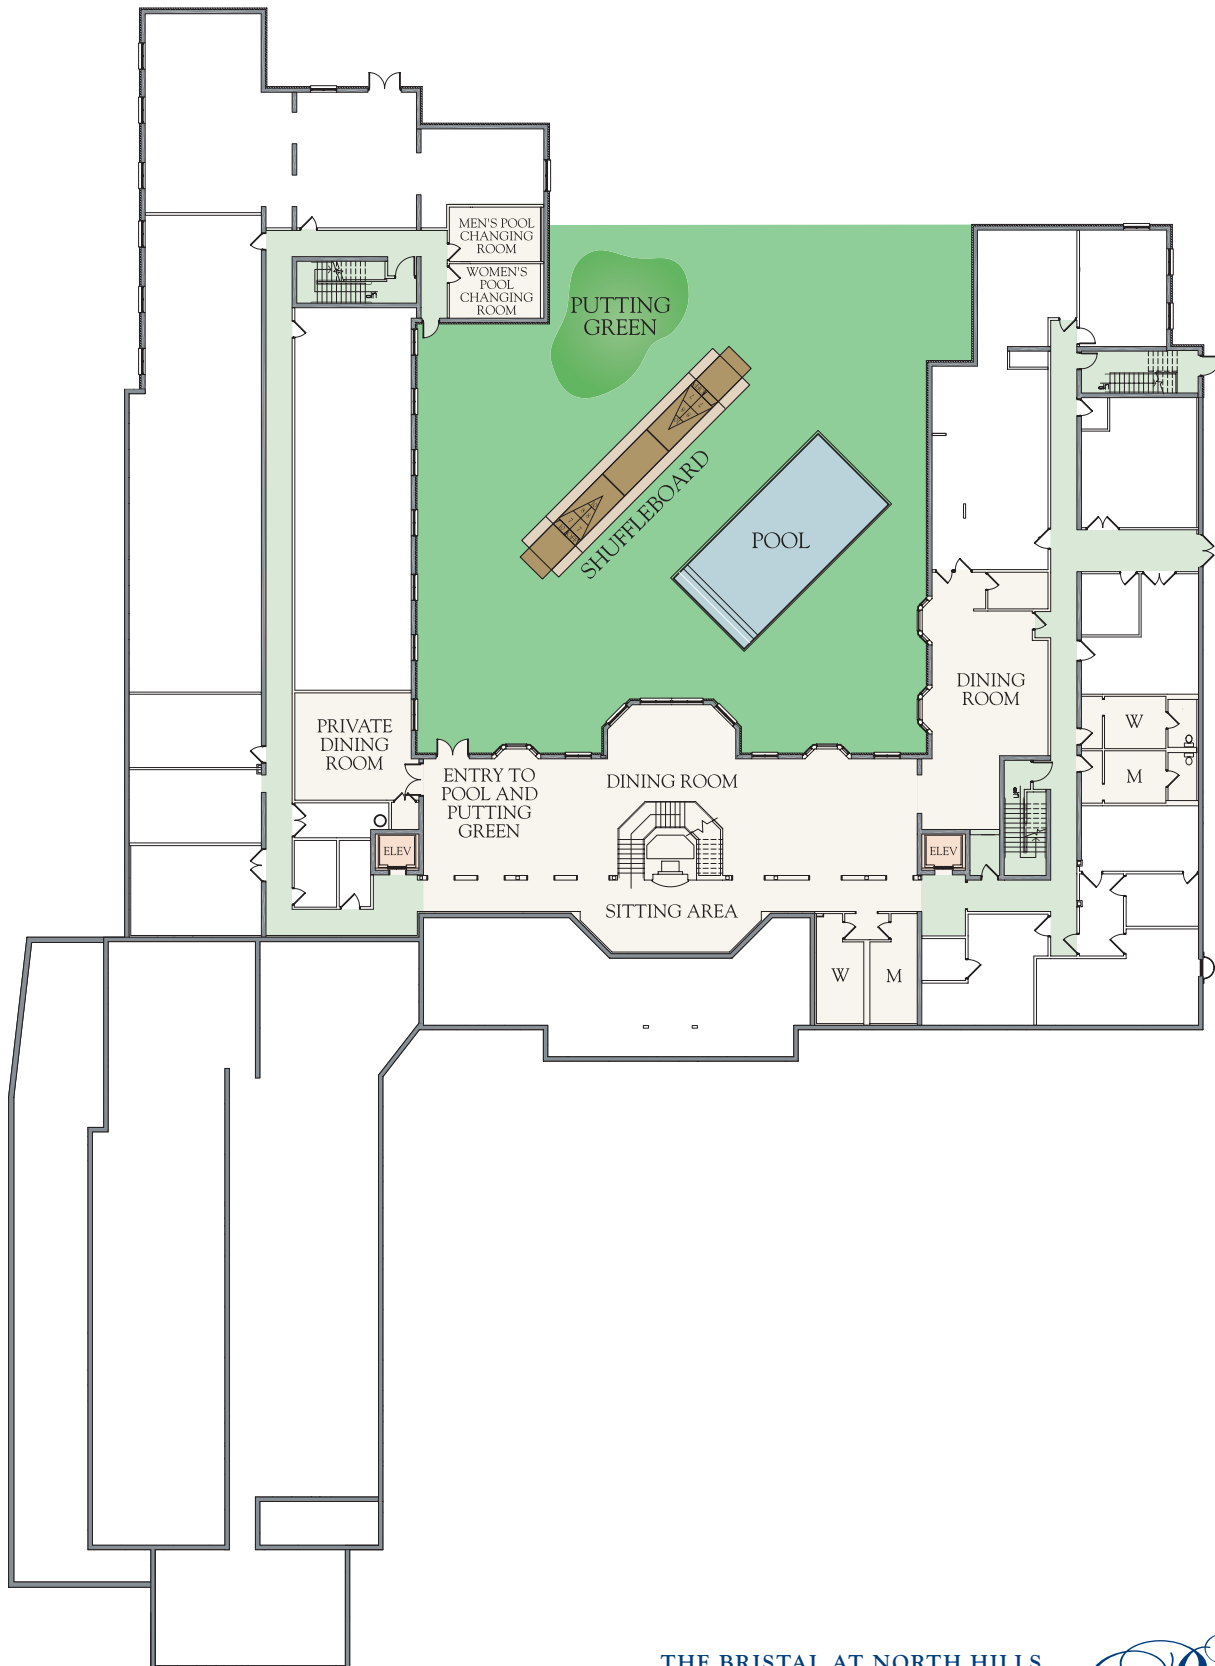 MEN'S POOL
CHANGING
ROOM
WOMEN'S
POOL
CHANGING
ROOM
PUTTING
GREEN
SHUFFLEBOARD
POOL
DINING
ROOM
PRIVATE
DINING
ROOM
ENTRY TO
POOL AND
PUTTING
GREEN
DINING ROOM
W
M
ELEV
ELEV
SITTING AREA
W
M
THE BRISTAL AT NORTH HILLS